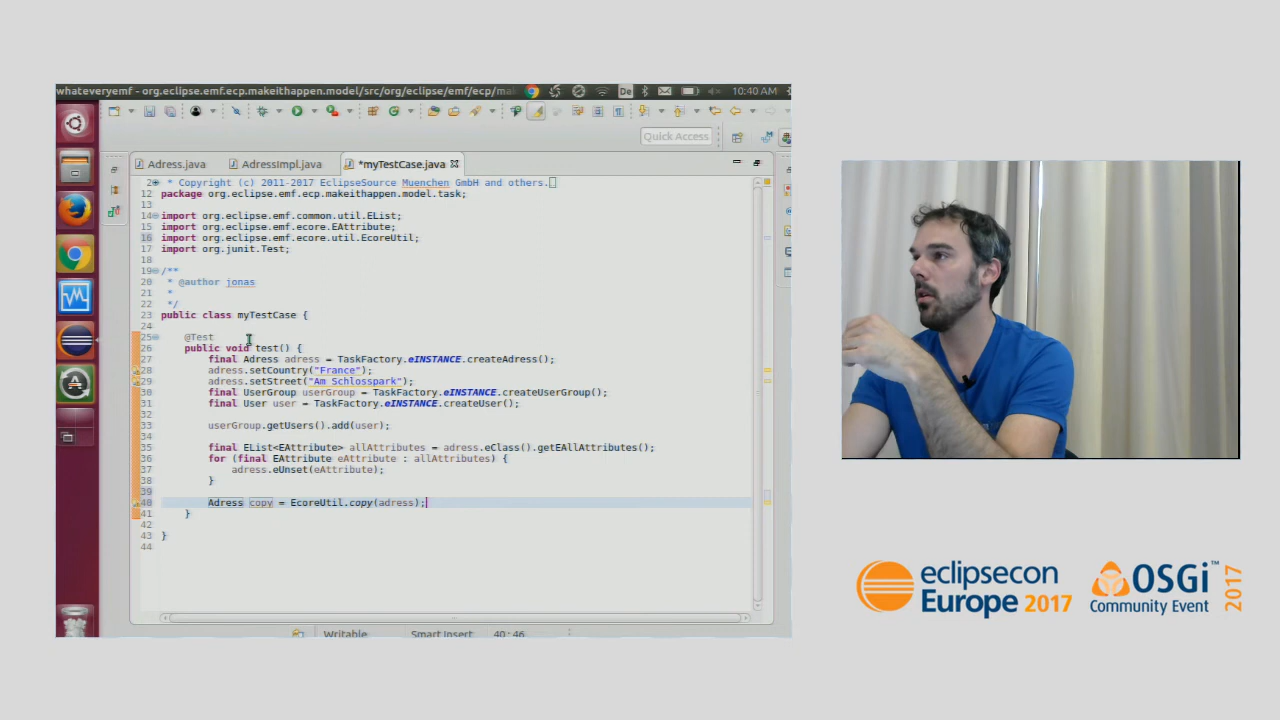 whateveryemf - org.eclipse.emf.ecp.makeithappen.model/src/org/eclipse/emf/ecp/ma
De
10:40 AM
Quick Access
Adress.java
AdressImpl.java
*myTestCase.java
2 * Copyright (c) 2011-2017 EclipseSource Muenchen GmbH and others.
12 package org.eclipse.emf.ecp.makeithappen.model.task;
13
14 import org.eclipse.emf.common.util.EList;
15 import org.eclipse.emf.ecore.EAttribute;
16 import org.eclipse.emf.ecore.util.EcoreUtil;
17 import org.junit.Test;
18
19 /**
20 * @author jonas
21 *
22 */
23 public class myTestCase {
24
25 @Test
26 public void test() {
27 final Adress adress = TaskFactory.eINSTANCE.createAdress();
28 adress.setCountry("France");
29 adress.setStreet("Am Schlosspark");
30 final UserGroup userGroup = TaskFactory.eINSTANCE.createUserGroup();
31 final User user = TaskFactory.eINSTANCE.createUser();
32
33 userGroup.getUsers().add(user);
34
35 final EList<EAttribute> allAttributes = adress.eClass().getEAllAttributes();
36 for (final EAttribute eAttribute : allAttributes) {
37 adress.eUnset(eAttribute);
38 }
39
40 Adress copy = EcoreUtil.copy(adress);
41 }
42
43 }
44
Writable
Smart Insert
40:46
eclipsecon
Europe 2017
OSGi™
Community Event
2017